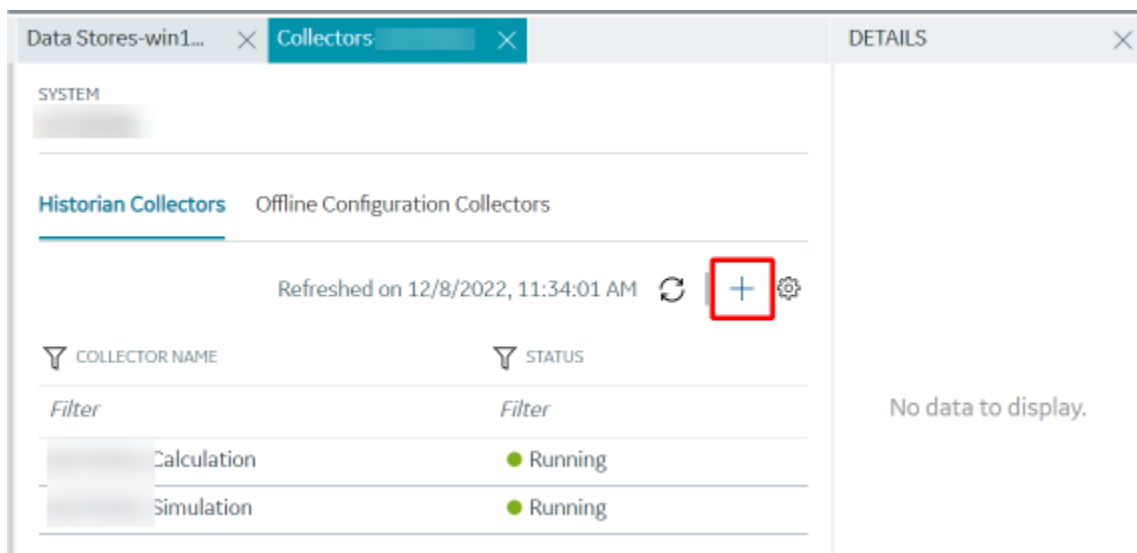 Data Stores-win1... Collectors- DETAILS
SYSTEM
Historian Collectors Offline Configuration Collectors
Refreshed on 12/8/2022, 11:34:01 AM
COLLECTOR NAME STATUS
Filter Filter
No data to display.
Calculation Running
Simulation Running